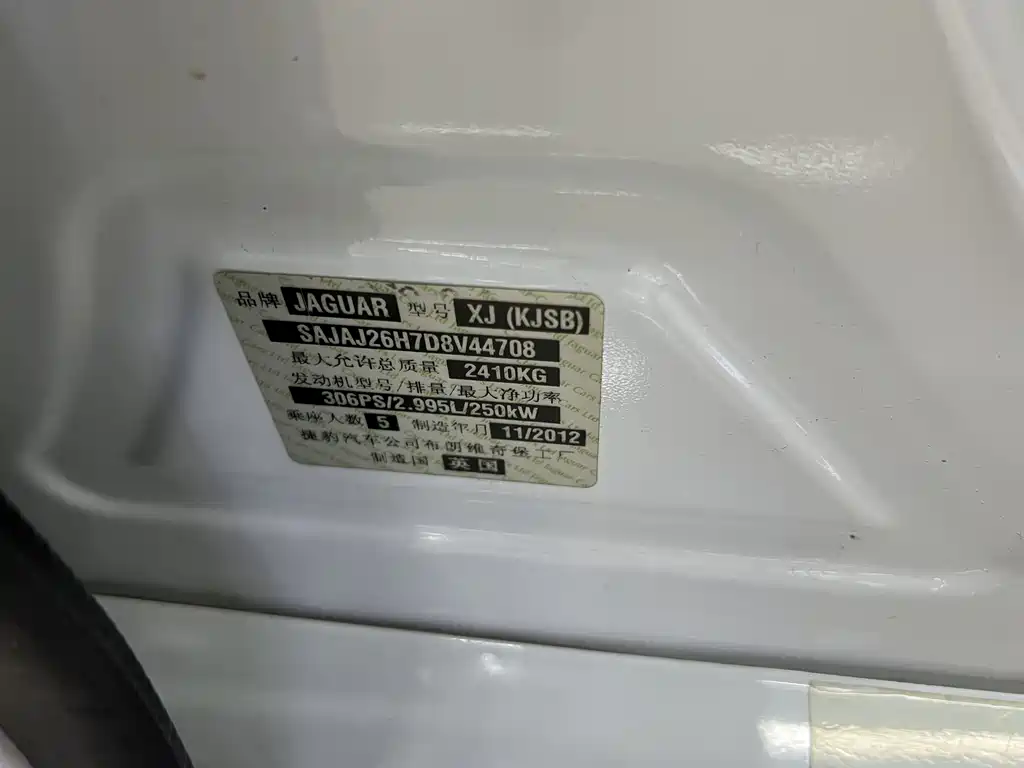 品牌 JAGUAR 型号 XJ (KJSB)
SAJAJ26H7D8V44708
最大允许总质量 2410KG
发动机型号/排量/最大净功率
306PS/2.995L/250kW
乘座人数 5 制造年月 11/2012
捷豹汽车公司布朗维奇堡工厂
制造国 英国